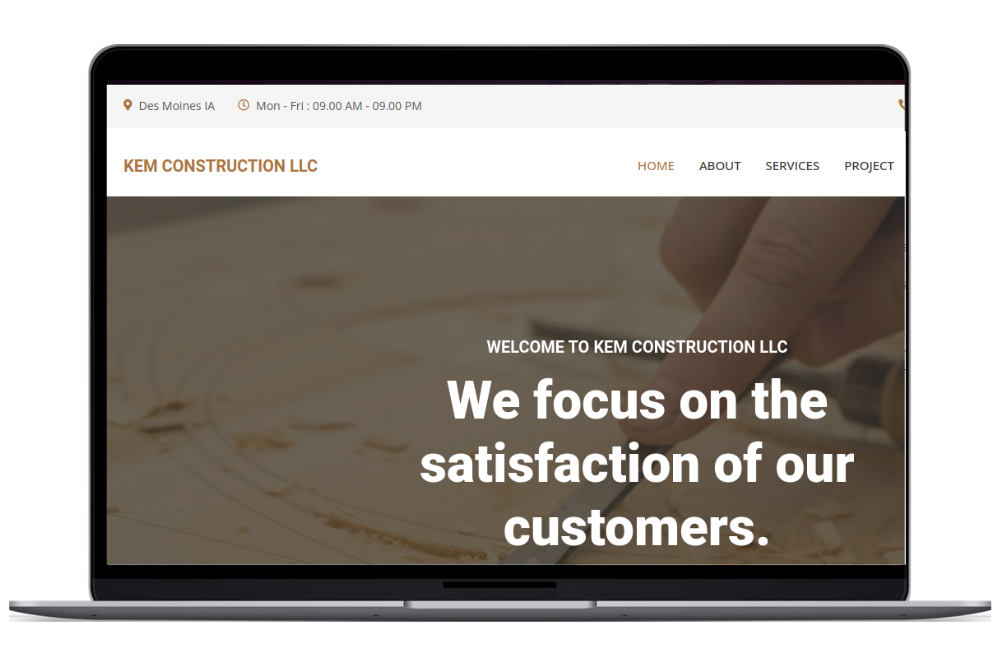 Des Moines IA Mon - Fri : 09.00 AM - 09.00 PM
KEM CONSTRUCTION LLC HOME ABOUT SERVICES PROJECT
WELCOME TO KEM CONSTRUCTION LLC
We focus on the
satisfaction of our
customers.